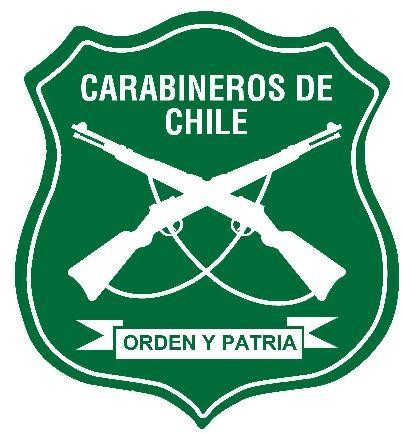 CARABINEROS DE
CHILE
ORDEN Y PATRIA